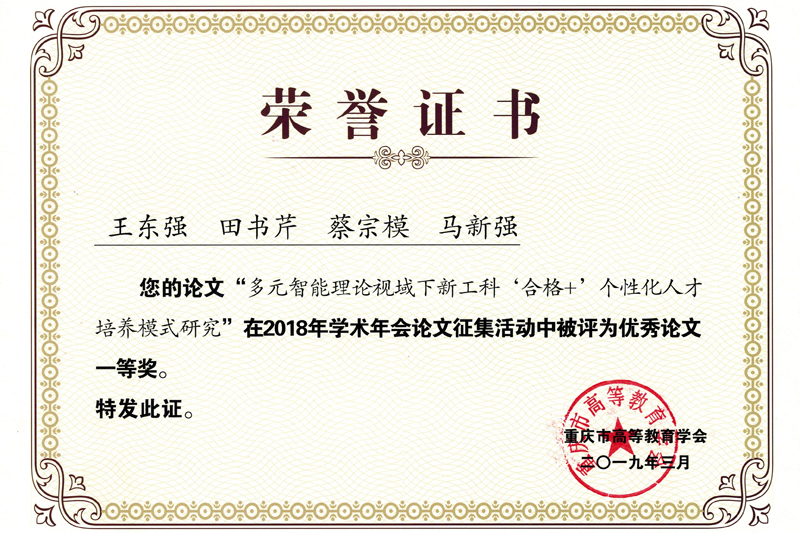 荣誉证书
王东强 田书芹 蔡宗模 马新强
您的论文“多元智能理论视域下新工科‘合格+’个性化人才
培养模式研究”在2018年学术年会论文征集活动中被评为优秀论文
一等奖。
特发此证。
重庆市高等教育学会
重庆市高等教育学会
二〇一九年三月